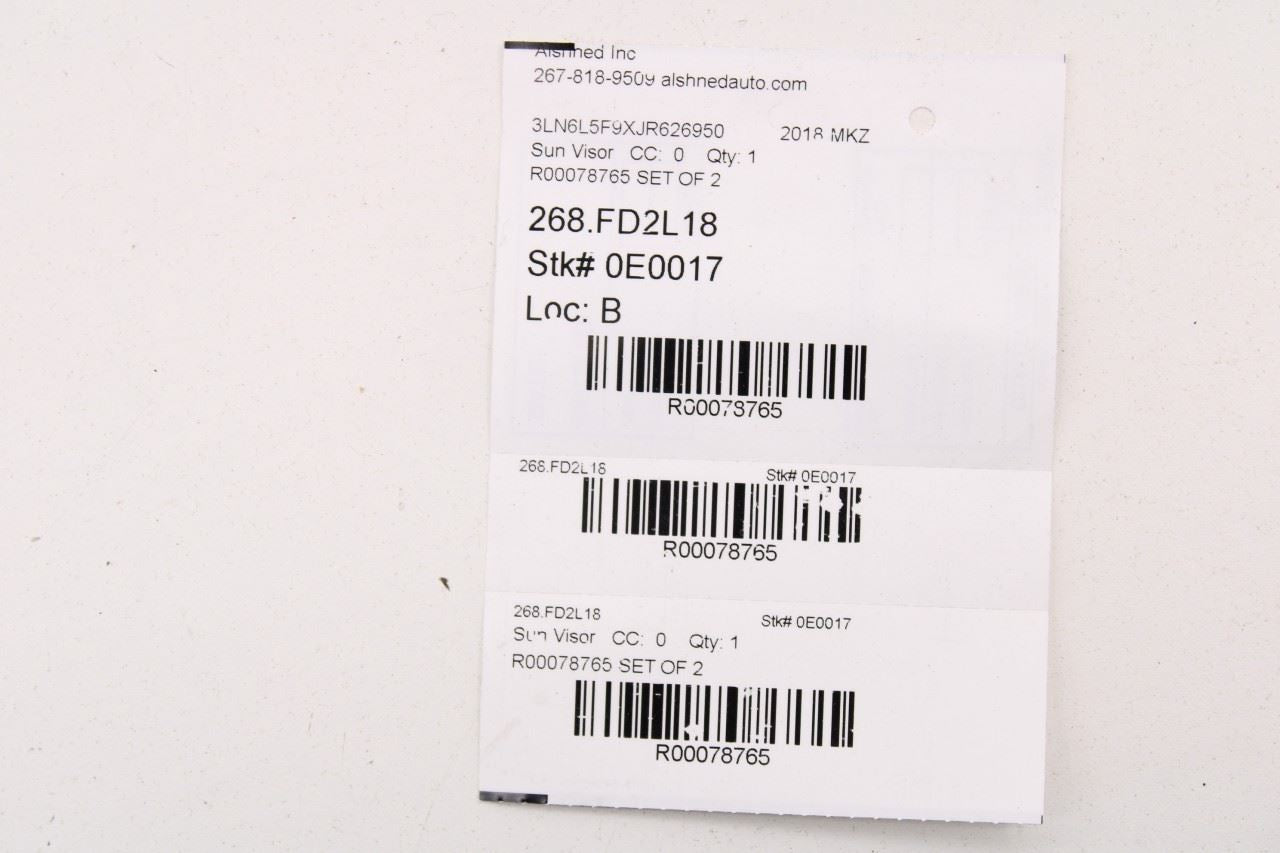 Alshned Inc
267-818-9509 alshnedauto.com
3LN6L5F9XJR626950 2018 MKZ
Sun Visor CC: 0 Qty: 1
R00078765 SET OF 2
268.FD2L18
Stk# 0E0017
Loc: B
R00078765
268.FD2L18 Stk# 0E0017
R00078765
268.FD2L18 Stk# 0E0017
Sun Visor CC: 0 Qty: 1
R00078765 SET OF 2
R00078765